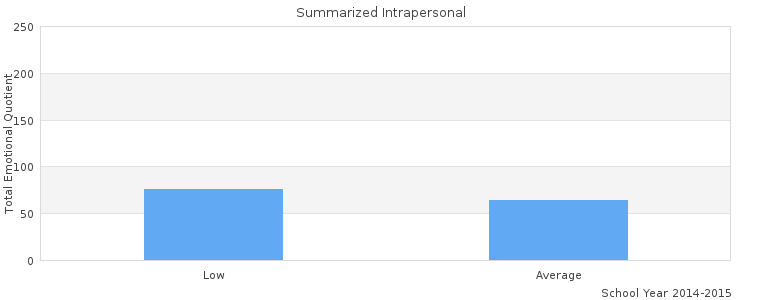 Summarized Intrapersonal
Total Emotional Quotient
250
200
150
100
50
0
Low
Average
School Year 2014-2015